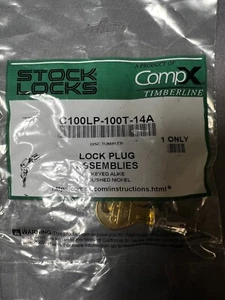 STOCK
LOCKS
A PRODUCT OF
CompX
TIMBERLINE
C100LP-100T-14A
DISC TUMBLER
1 ONLY
LOCK PLUG
ASSEMBLIES
KEYED ALIKE
BRUSHED NICKEL
.com/instructions.html*
WARNING